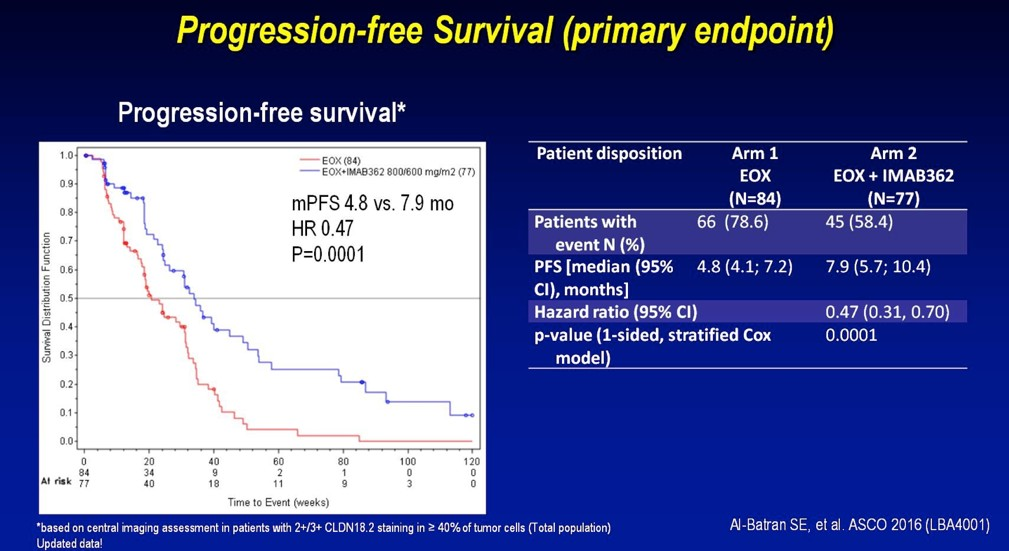 Progression-free Survival (primary endpoint)
Progression-free survival*
EOX (84)
EOX+IMAB362 800/600 mg/m2 (77)
mPFS 4.8 vs. 7.9 mo
HR 0.47
P=0.0001
Survival Distribution Function
1.0
0.9
0.8
0.7
0.6
0.5
0.4
0.3
0.2
0.1
0.0
0 20 40 60 80 100 120
84 34 9 2 1 0 0
At risk 77 40 18 11 9 3 0
Time to Event (weeks)
Patient disposition Arm 1 Arm 2
EOX EOX + IMAB362
(N=84) (N=77)
Patients with 66 (78.6) 45 (58.4)
event N (%)
PFS [median (95% 4.8 (4.1; 7.2) 7.9 (5.7; 10.4)
CI), months]
Hazard ratio (95% CI) 0.47 (0.31, 0.70)
p-value (1-sided, stratified Cox 0.0001
model)
*based on central imaging assessment in patients with 2+/3+ CLDN18.2 staining in ≥ 40% of tumor cells (Total population)
Updated data!
Al-Batran SE, et al. ASCO 2016 (LBA4001)